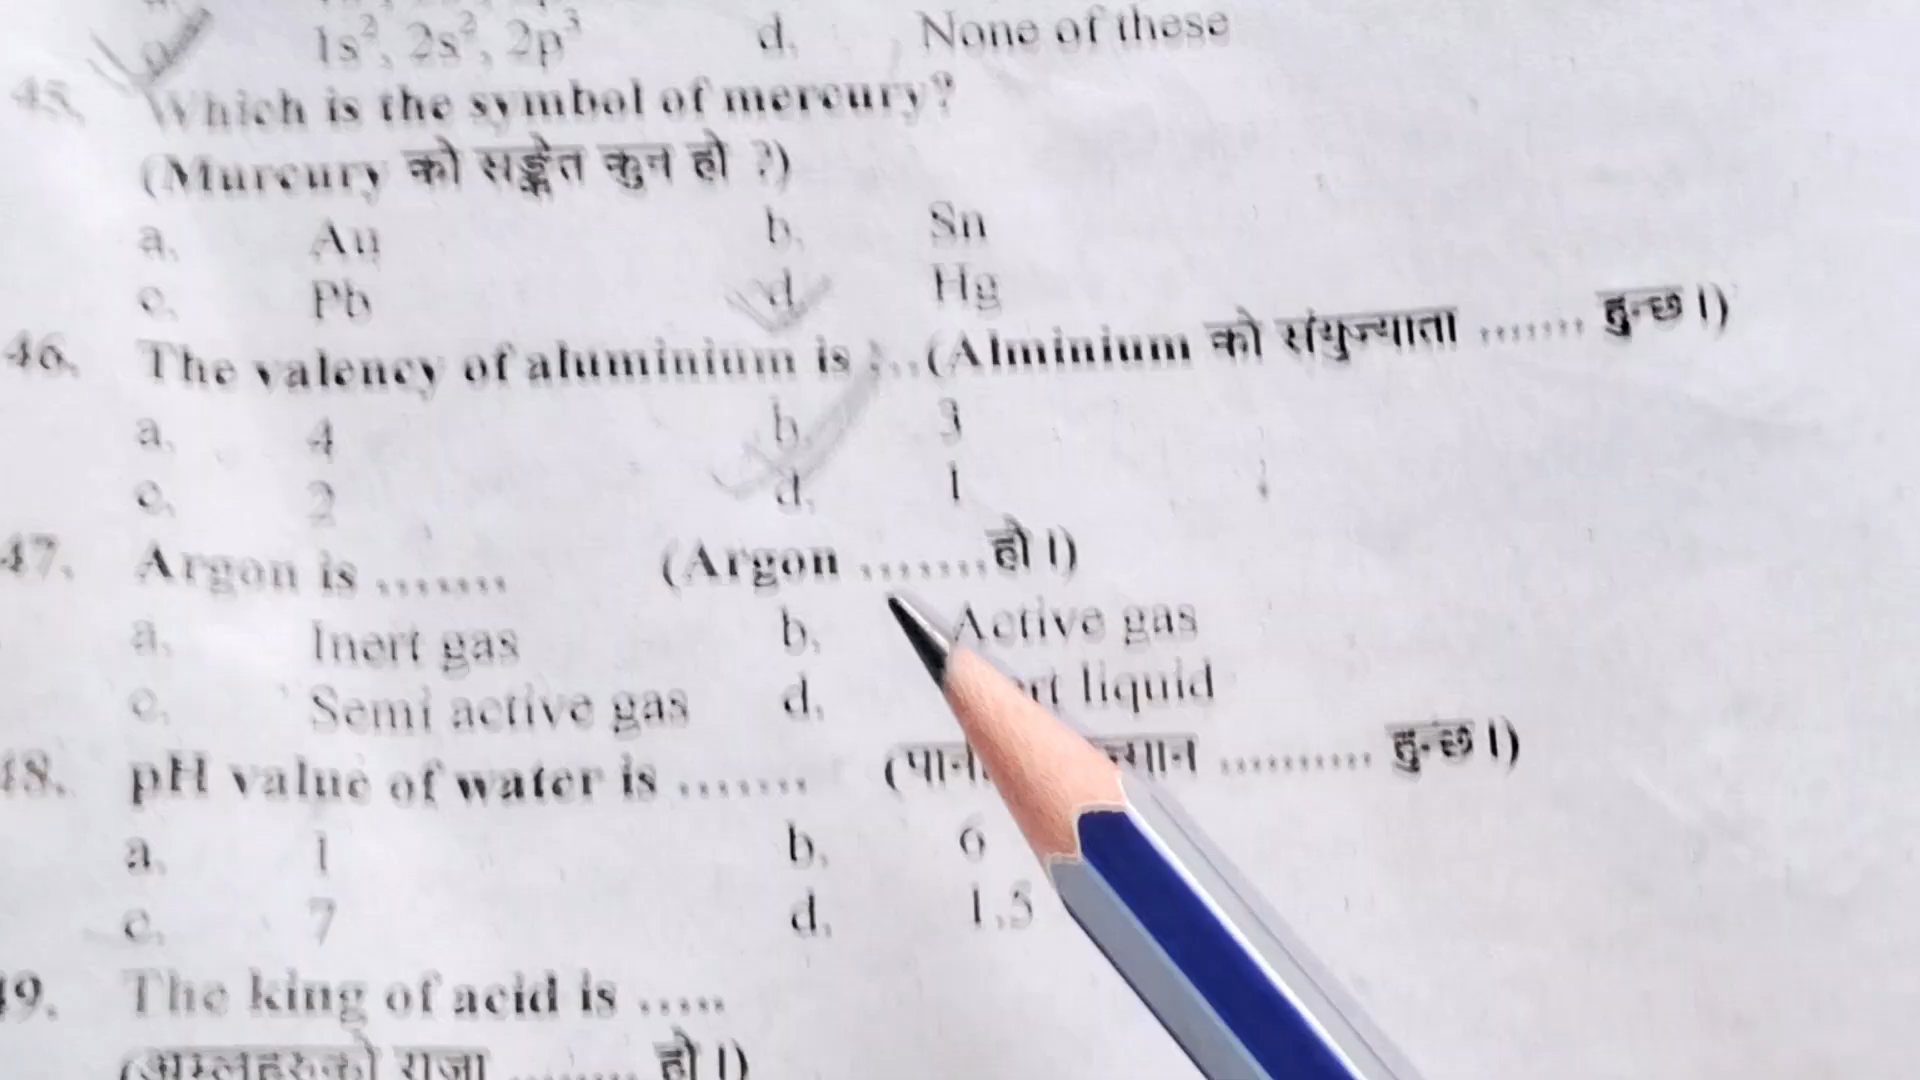 1s², 2s², 2p³ d. None of these
45. Which is the symbol of mercury?
(Murcury को सङ्केत कुन हो ?)
a. Au b. Sn
c. Pb d. Hg
46. The valency of aluminium is ....(Alminium को संयुज्याता ....... हुन्छ।)
a. 4 b. 3
c. 2 d. 1
47. Argon is ....... (Argon .......हो।)
a. Inert gas b. Active gas
c. Semi active gas d. liquid
48. pH value of water is ....... ( .......... हुन्छ।)
a. 1 b. 6
c. 7 d. 1.5
49. The king of acid is .....
(अम्लहरुको राजा ........ हो।)